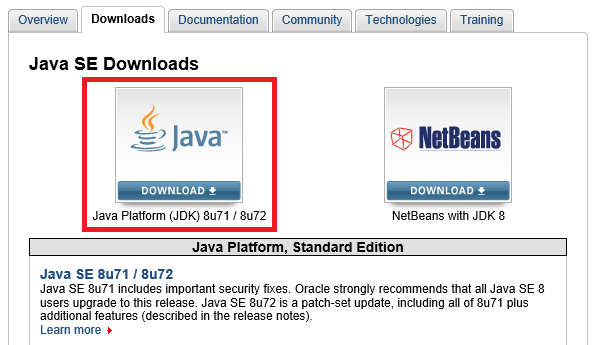 Overview Downloads Documentation Community Technologies Training
Java SE Downloads
Java™ NetBeans
DOWNLOAD DOWNLOAD
Java Platform (JDK) 8u71 / 8u72 NetBeans with JDK 8
Java Platform, Standard Edition
Java SE 8u71 / 8u72
Java SE 8u71 includes important security fixes. Oracle strongly recommends that all Java SE 8
users upgrade to this release. Java SE 8u72 is a patch-set update, including all of 8u71 plus
additional features (described in the release notes).
Learn more